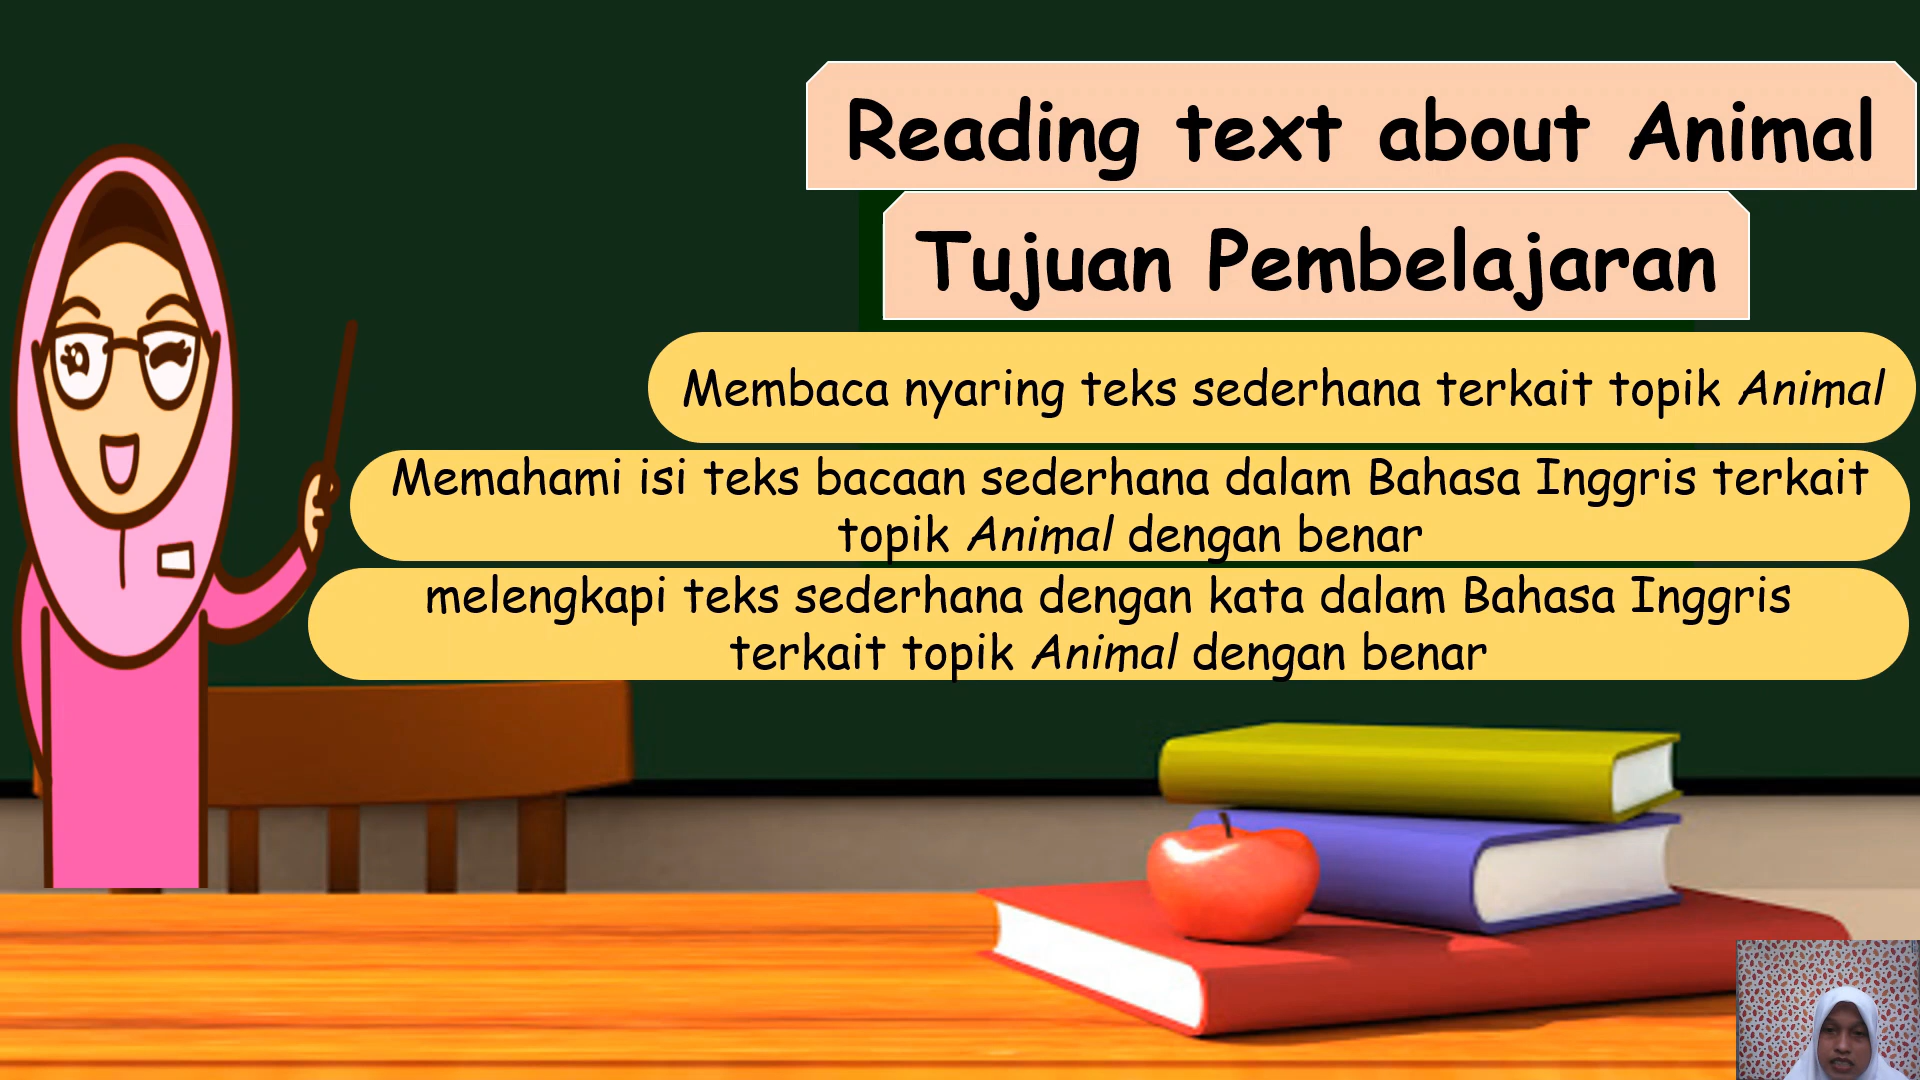 Reading text about Animal
Tujuan Pembelajaran
Membaca nyaring teks sederhana terkait topik Animal
Memahami isi teks bacaan sederhana dalam Bahasa Inggris terkait
topik Animal dengan benar
melengkapi teks sederhana dengan kata dalam Bahasa Inggris
terkait topik Animal dengan benar